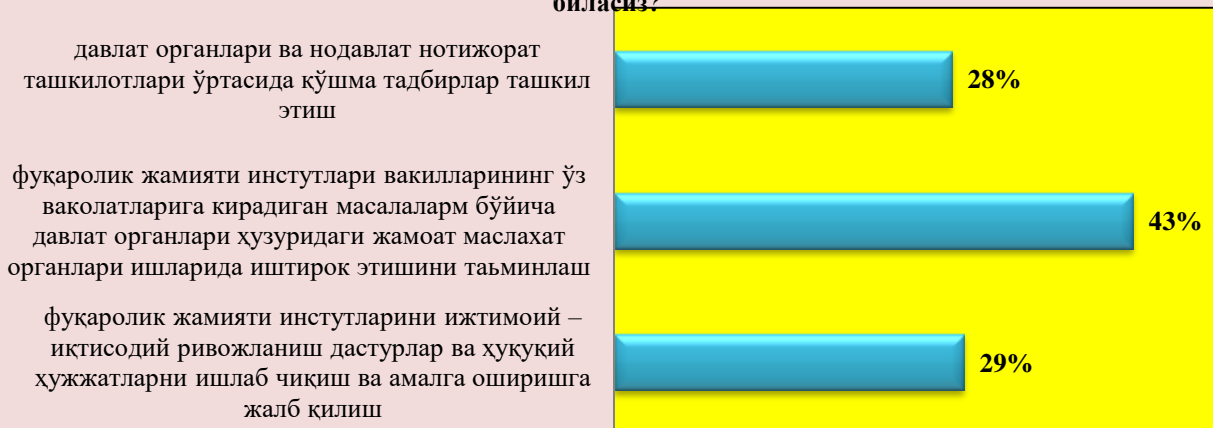 биласиз?
давлат органлари ва нодавлат нотижорат
ташкилотлари ўртасида қўшма тадбирлар ташкил
этиш
28%
фуқаролик жамияти инстутлари вакилларининг ўз
ваколатларига кирадиган масалаларм бўйича
давлат органлари ҳузуридаги жамоат маслахат
органлари ишларида иштирок этишини таьминлаш
43%
фуқаролик жамияти инстутларини ижтимоий –
иқтисодий ривожланиш дастурлар ва ҳуқуқий
ҳужжатларни ишлаб чиқиш ва амалга оширишга
жалб қилиш
29%